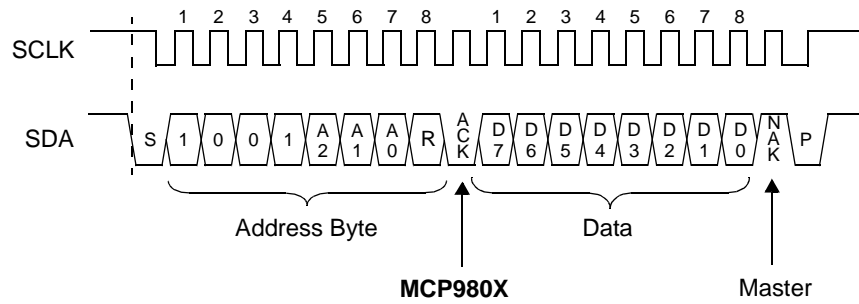 1 2 3 4 5 6 7 8 1 2 3 4 5 6 7 8
SCLK
SDA S 1 0 0 1 A2 A1 A0 R ACK D7 D6 D5 D4 D3 D2 D1 D0 NAK P
Address Byte Data
MCP980X Master